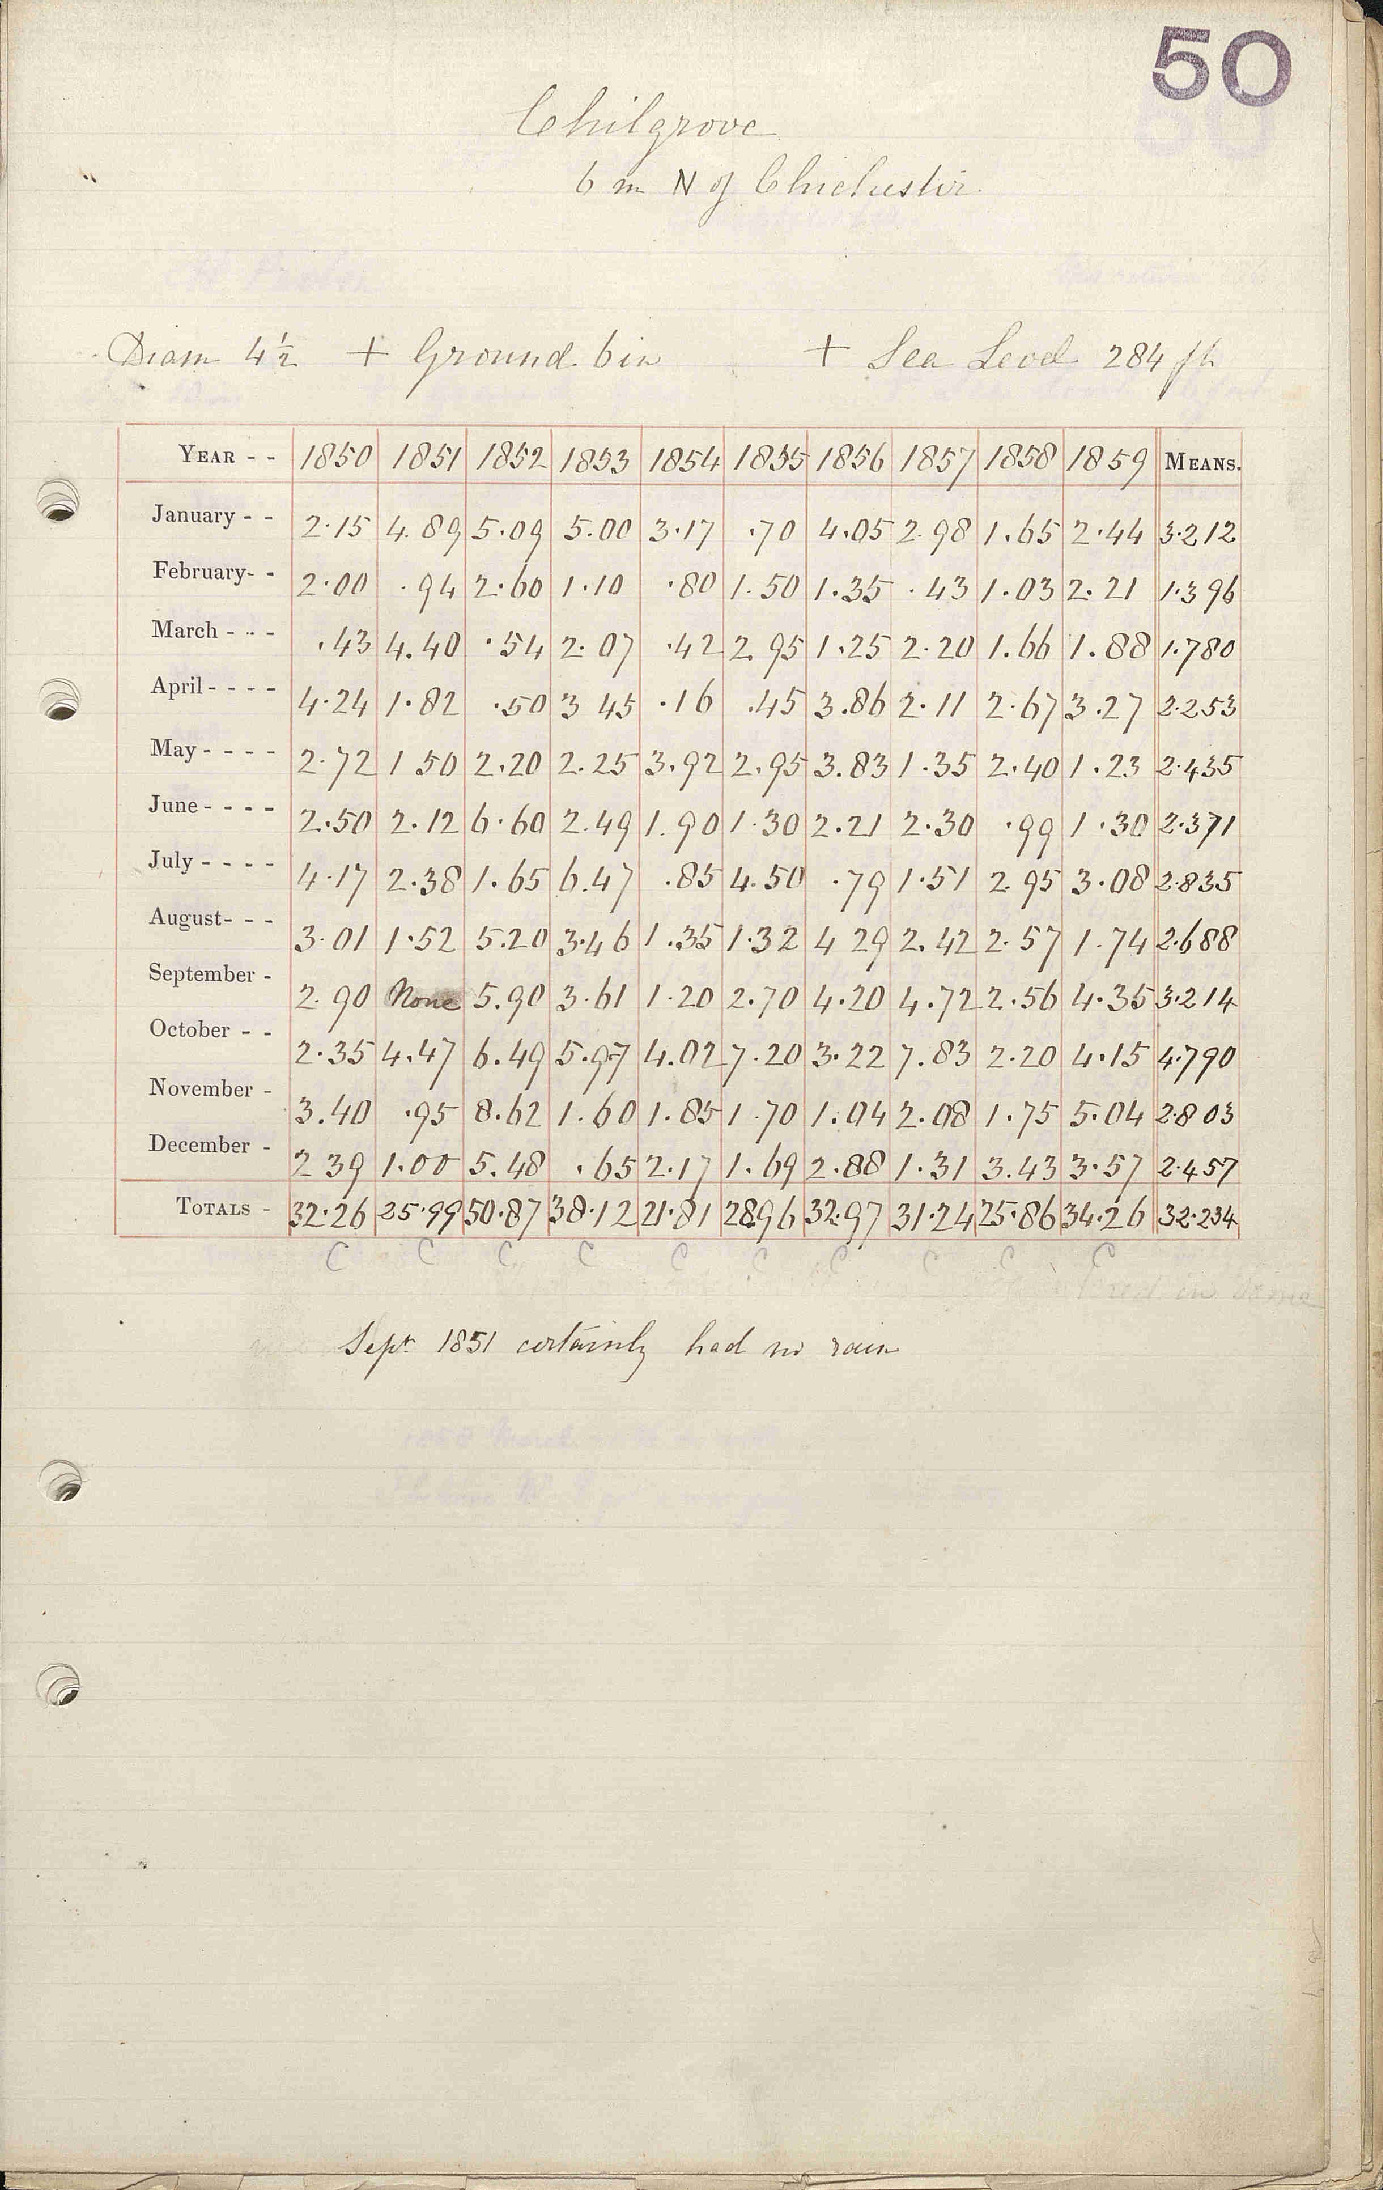 50
Chilgrove
6 m N of Chichester
Diam 4½ + Ground 6 in + Sea Level 284 ft
YEAR - - 1850 1851 1852 1853 1854 1855 1856 1857 1858 1859 MEANS.
January - - 2.15 4.89 5.09 5.00 3.17 .70 4.05 2.98 1.65 2.44 3.212
February- - 2.00 .94 2.60 1.10 .80 1.50 1.35 .43 1.03 2.21 1.396
March - - - .43 4.40 .54 2.07 .42 2.95 1.25 2.20 1.66 1.88 1.780
April - - - - 4.24 1.82 .50 3 45 .16 .45 3.86 2.11 2.67 3.27 2.253
May - - - - 2.72 1 50 2.20 2.25 3.92 2.95 3.83 1.35 2.40 1.23 2.435
June - - - - 2.50 2.12 6.60 2.49 1.90 1.30 2.21 2.30 .99 1.30 2.371
July - - - - 4.17 2.38 1.65 6.47 .85 4.50 .79 1.51 2.95 3.08 2.835
August- - - 3.01 1.52 5.20 3.46 1.35 1.32 4 29 2.42 2.57 1.74 2.688
September - 2.90 None 5.90 3.61 1.20 2.70 4.20 4.72 2.56 4.35 3.214
October - - 2.35 4.47 6.49 5.97 4.02 7.20 3.22 7.83 2.20 4.15 4.790
November - 3.40 .95 8.62 1.60 1.85 1.70 1.04 2.08 1.75 5.04 2.803
December - 2 39 1.00 5.48 .65 2.17 1.69 2.88 1.31 3.43 3.57 2.457
TOTALS - 32.26 25.99 50.87 38.12 21.81 28.96 32.97 31.24 25.86 34.26 32.234
C C C C C C C C C C
Sept 1851 certainly had no rain